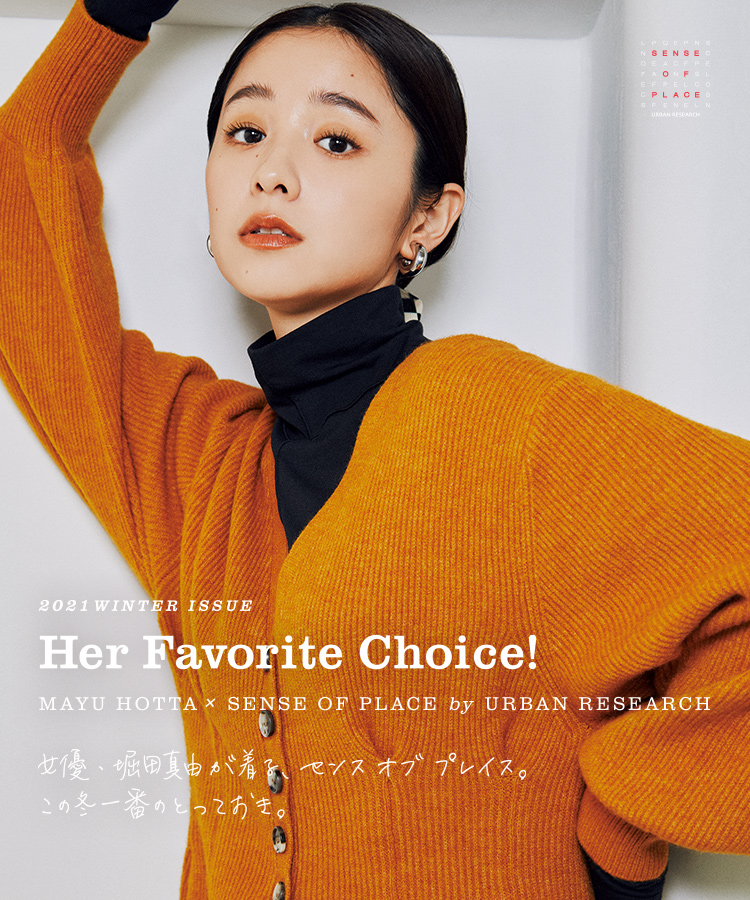 SENSE
OF
PLACE
URBAN RESEARCH
2021 WINTER ISSUE
Her Favorite Choice!
MAYU HOTTA × SENSE OF PLACE by URBAN RESEARCH
女優、堀田真由が着る、センス オブ プレイス。
この冬一番のとっておき。